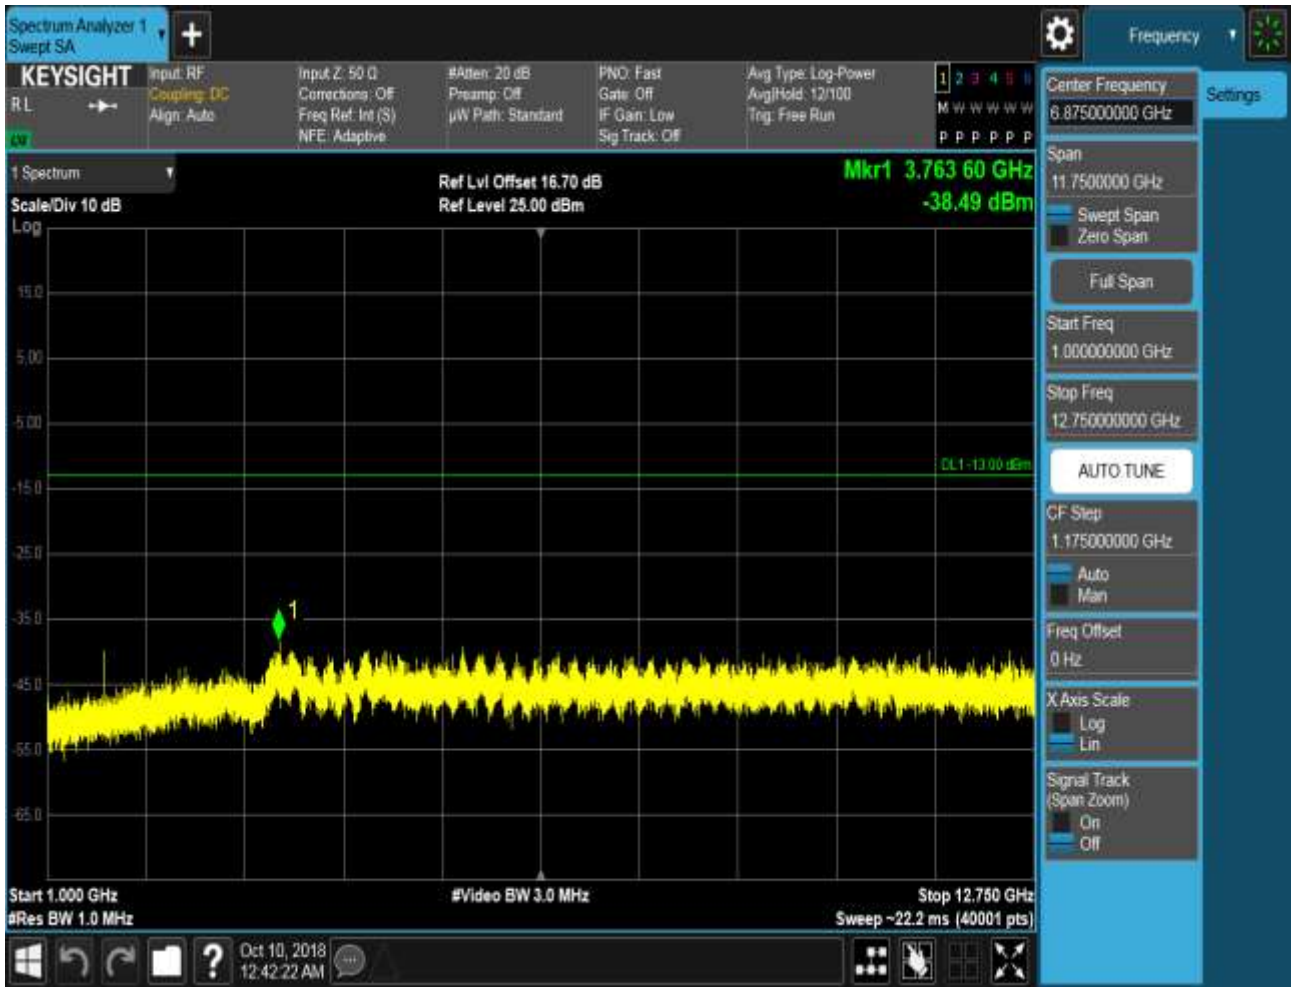 Spectrum Analyzer 1
Swept SA
+
Frequency
KEYSIGHT
RL
LXI
Input: RF
Coupling: DC
Align: Auto
Input Z: 50 Ω
Corrections: Off
Freq Ref: Int (S)
NFE: Adaptive
#Atten: 20 dB
Preamp: Off
µW Path: Standard
PNO: Fast
Gate: Off
IF Gain: Low
Sig Track: Off
Avg Type: Log-Power
Avg|Hold: 12/100
Trig: Free Run
1 2 3 4 5 6
M W W W W W
P P P P P P
1 Spectrum
Scale/Div 10 dB
Log
Ref Lvl Offset 16.70 dB
Ref Level 25.00 dBm
Mkr1 3.763 60 GHz
-38.49 dBm
15.0
5.00
-5.00
DL1 -13.00 dBm
-15.0
-25.0
-35.0
1
-45.0
-55.0
-65.0
Start 1.000 GHz
#Res BW 1.0 MHz
#Video BW 3.0 MHz
Stop 12.750 GHz
Sweep ~22.2 ms (40001 pts)
Center Frequency
6.875000000 GHz
Settings
Span
11.7500000 GHz
Swept Span
Zero Span
Full Span
Start Freq
1.000000000 GHz
Stop Freq
12.750000000 GHz
AUTO TUNE
CF Step
1.175000000 GHz
Auto
Man
Freq Offset
0 Hz
X Axis Scale
Log
Lin
Signal Track
(Span Zoom)
On
Off
?
Oct 10, 2018
12:42:22 AM